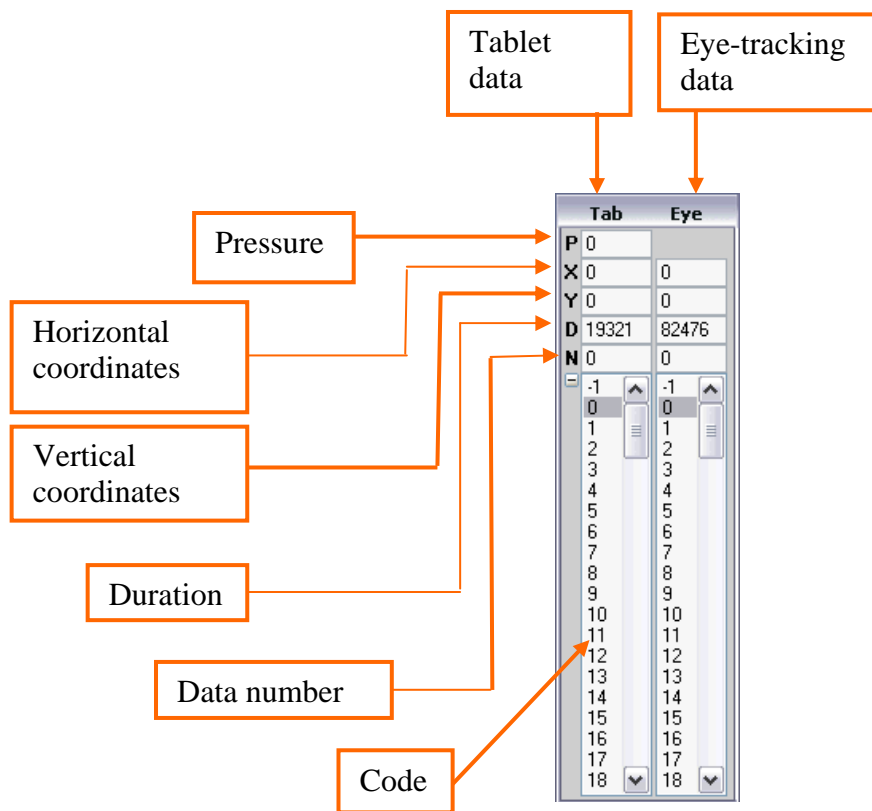 Tablet
data
Eye-tracking
data
Tab Eye
Pressure
P 0
X 0 0
Y 0 0
Horizontal
coordinates
D 19321 82476
N 0 0
-1 -1
0 0
1 1
Vertical
coordinates
2 2
3 3
4 4
5 5
6 6
7 7
Duration
8 8
9 9
10 10
11 11
12 12
Data number
13 13
14 14
15 15
16 16
Code
17 17
18 18